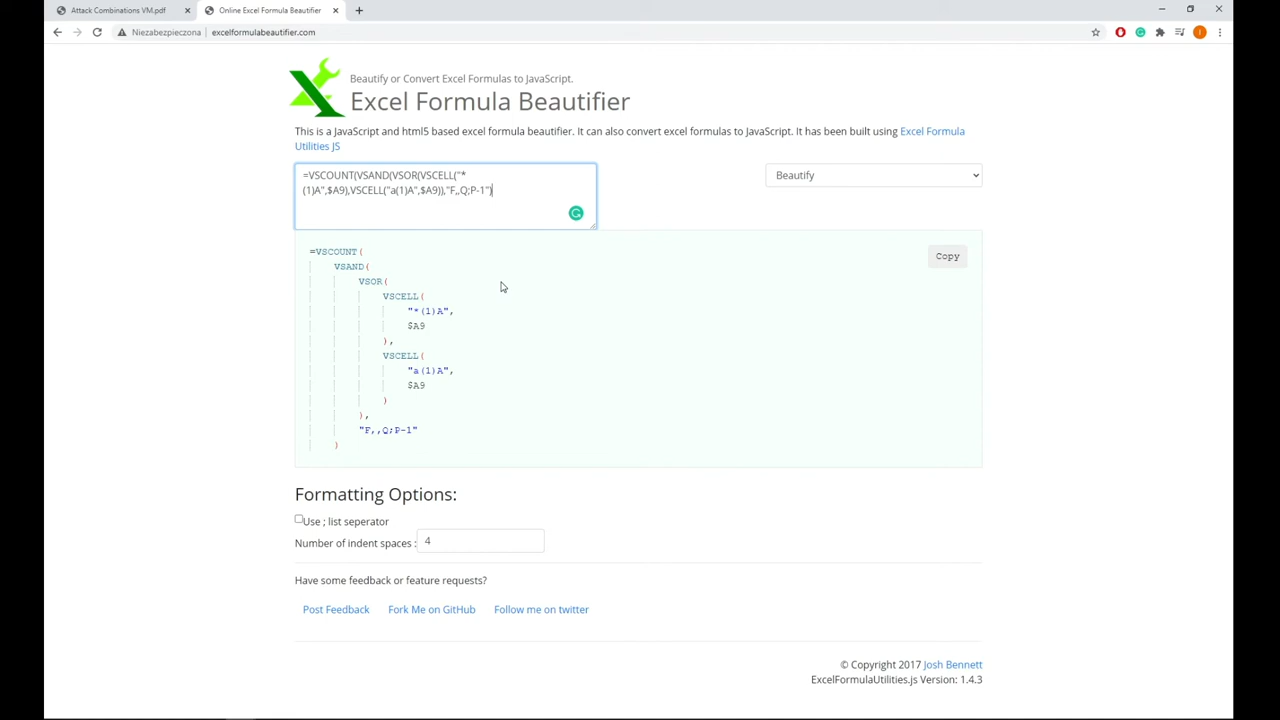 Attack Combinations VM.pdf
Online Excel Formula Beautifier
Niezabezpieczona
excelformulabeautifier.com
Beautify or Convert Excel Formulas to JavaScript.
Excel Formula Beautifier
This is a JavaScript and html5 based excel formula beautifier. It can also convert excel formulas to JavaScript. It has been built using Excel Formula
Utilities JS
=VSCOUNT(VSAND(VSOR(VSCELL("*
(1)A",$A9),VSCELL("a(1)A",$A9)),"F,,Q;P-1")
Beautify
=VSCOUNT(
VSAND(
VSOR(
VSCELL(
"*(1)A",
$A9
),
VSCELL(
"a(1)A",
$A9
)
),
"F,,Q;P-1"
)
Copy
Formatting Options:
Use ; list seperator
Number of indent spaces : 4
Have some feedback or feature requests?
Post Feedback Fork Me on GitHub Follow me on twitter
© Copyright 2017 Josh Bennett
ExcelFormulaUtilities.js Version: 1.4.3